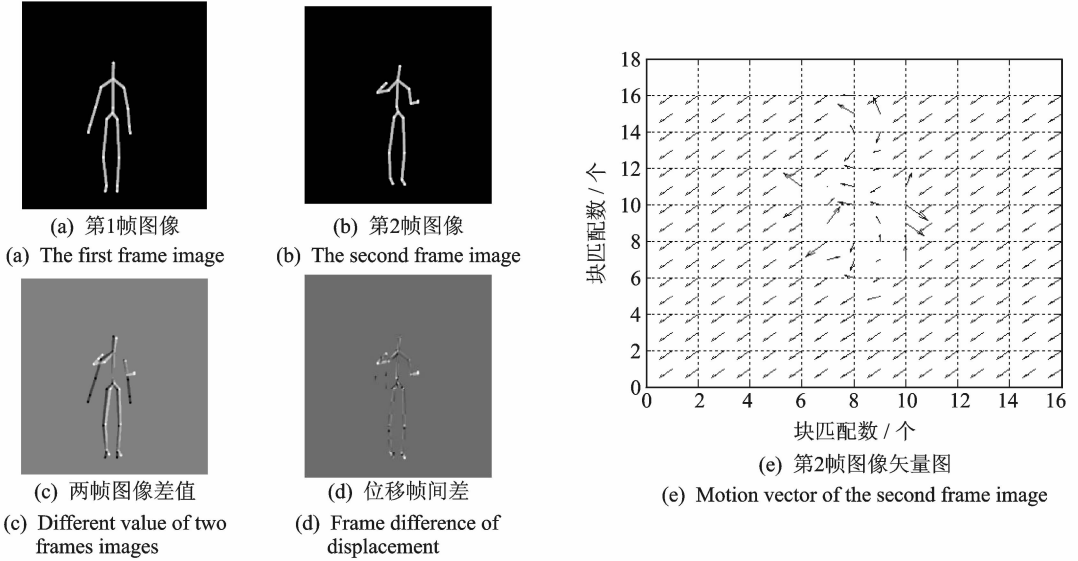 (a) 第1帧图像
(a) The first frame image
(b) 第2帧图像
(b) The second frame image
(c) 两帧图像差值
(c) Different value of two
frames images
(d) 位移帧间差
(d) Frame difference of
displacement
块匹配数 / 个
18
16
14
12
10
8
6
4
2
0
0 2 4 6 8 10 12 14 16
块匹配数 / 个
(e) 第2帧图像矢量图
(e) Motion vector of the second frame image